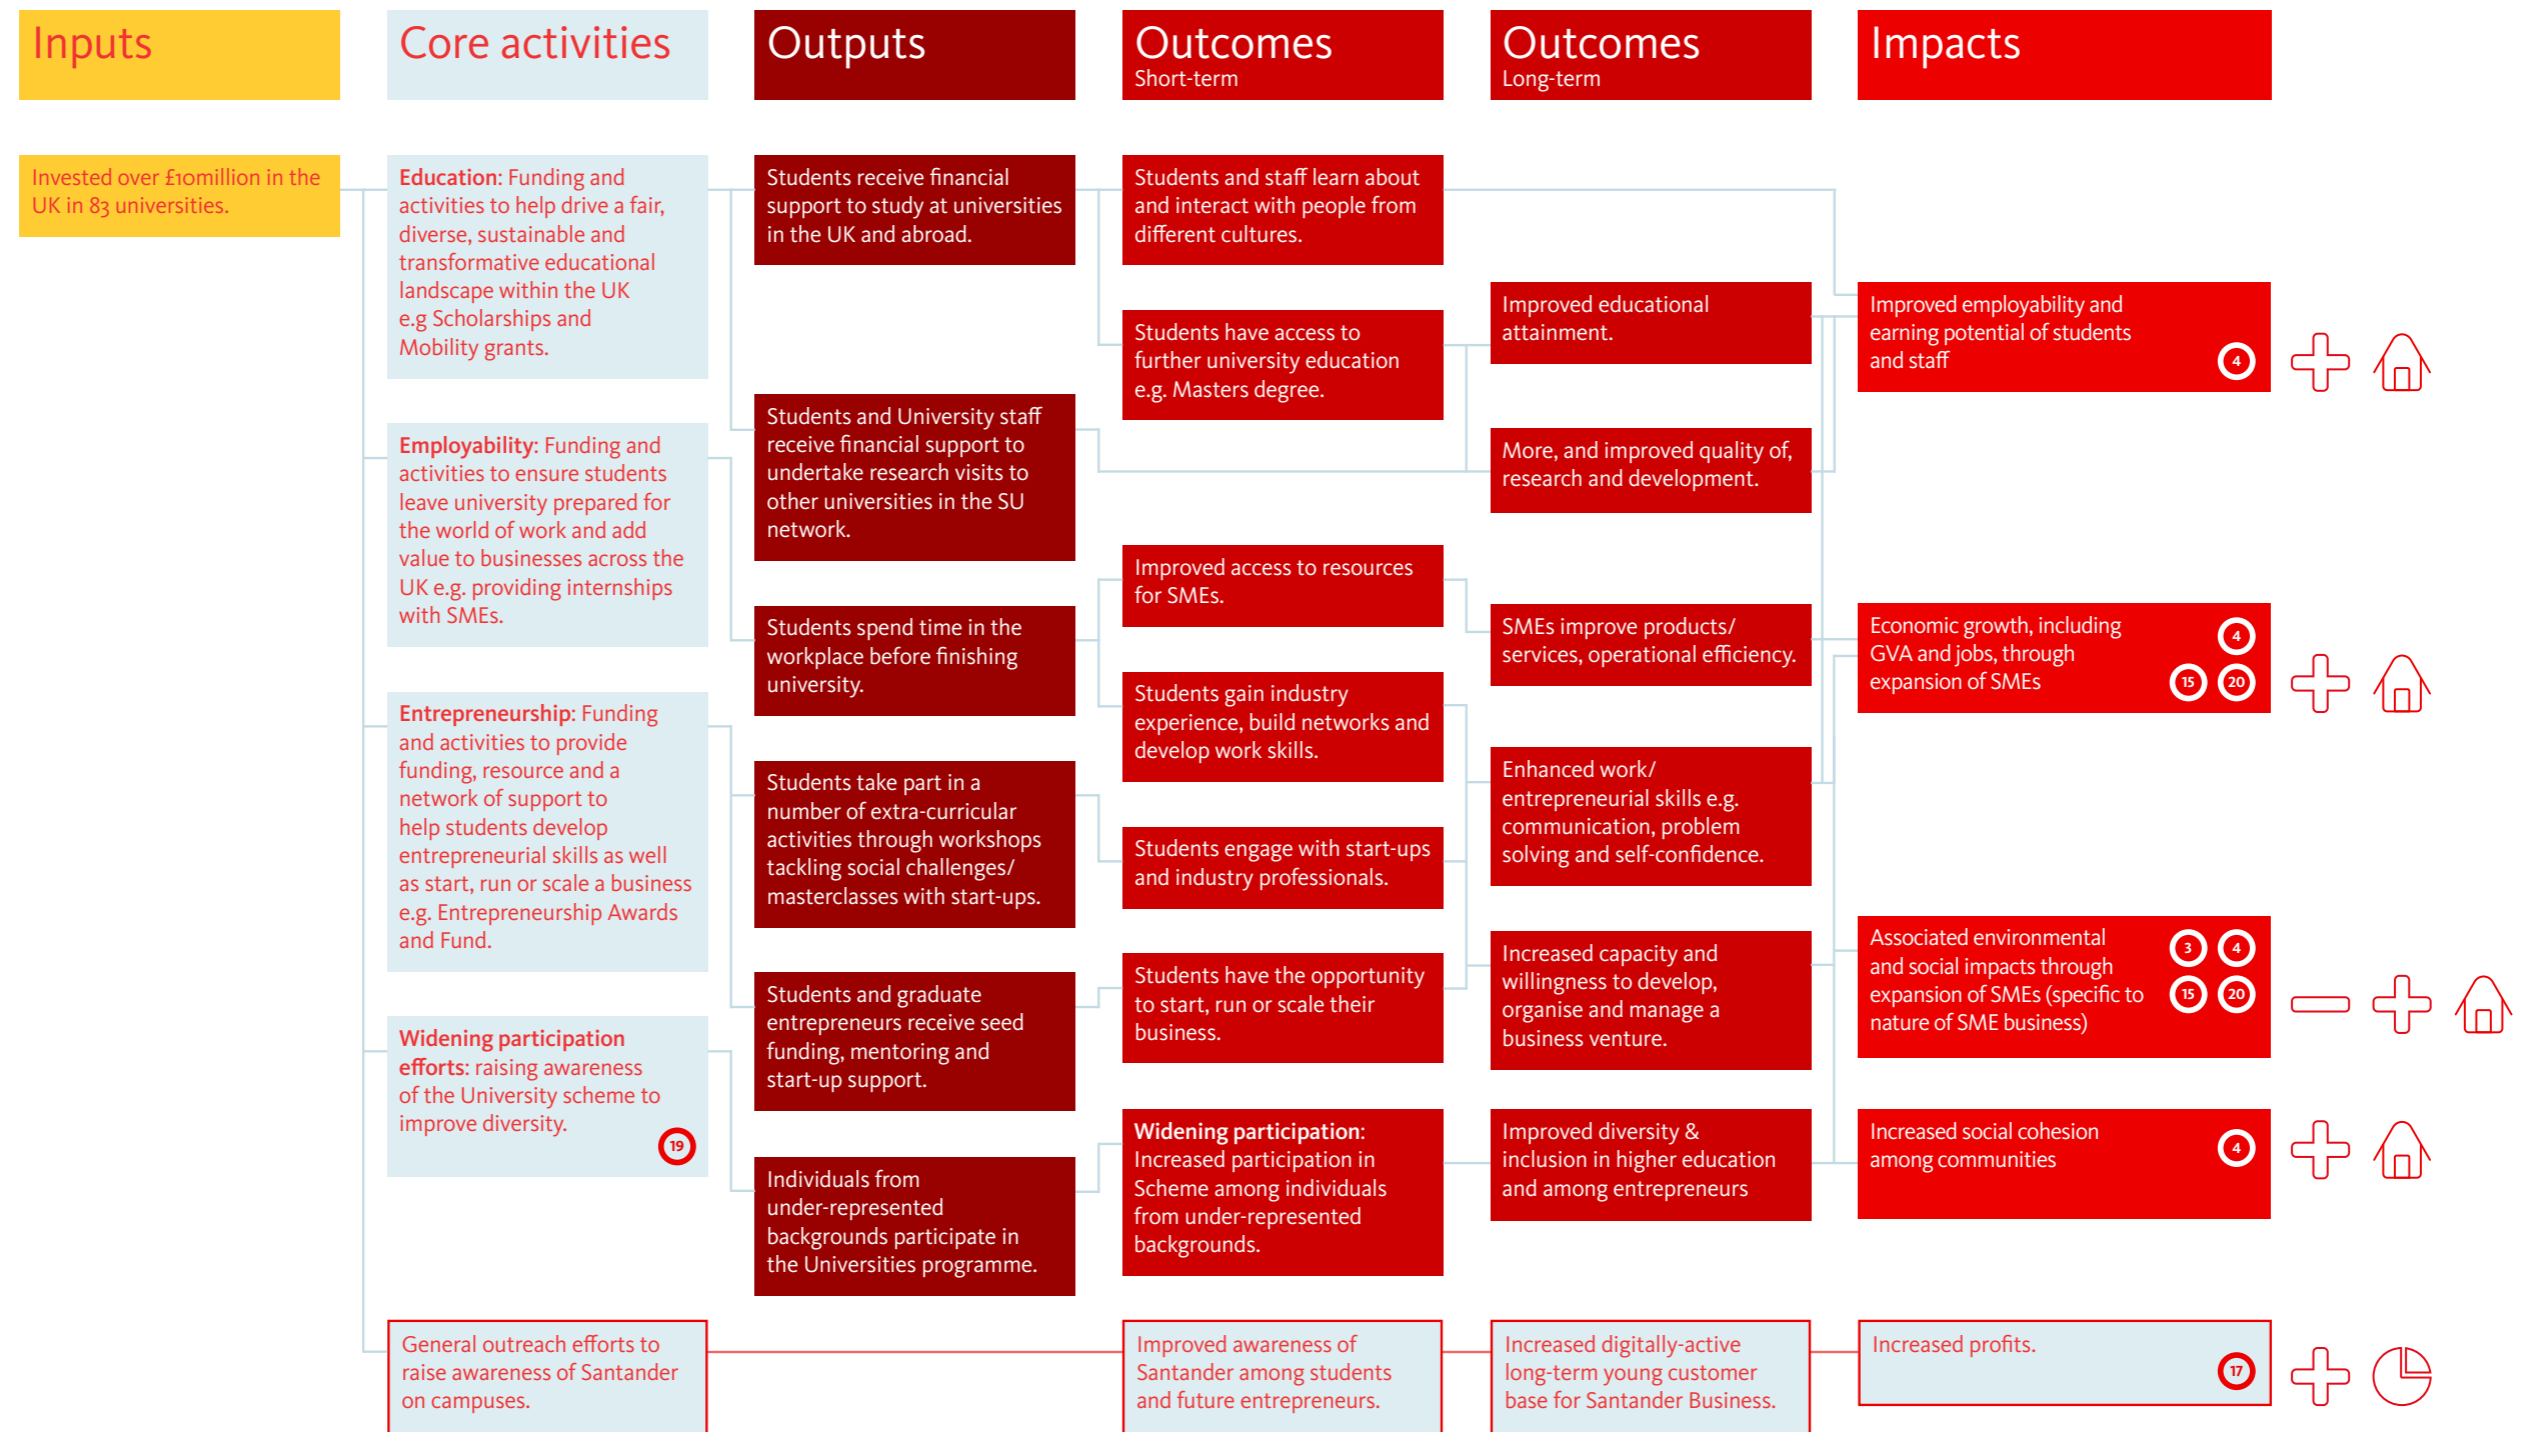 Inputs
Core activities
Outputs
Outcomes
Short-term
Outcomes
Long-term
Impacts
Invested over £10million in the
UK in 83 universities.
Education: Funding and
activities to help drive a fair,
diverse, sustainable and
transformative educational
landscape within the UK
e.g Scholarships and
Mobility grants.
Employability: Funding and
activities to ensure students
leave university prepared for
the world of work and add
value to businesses across the
UK e.g. providing internships
with SMEs.
Entrepreneurship: Funding
and activities to provide
funding, resource and a
network of support to
help students develop
entrepreneurial skills as well
as start, run or scale a business
e.g. Entrepreneurship Awards
and Fund.
Widening participation
efforts: raising awareness
of the University scheme to
improve diversity.
19
General outreach efforts to
raise awareness of Santander
on campuses.
Students receive financial
support to study at universities
in the UK and abroad.
Students and University staff
receive financial support to
undertake research visits to
other universities in the SU
network.
Students spend time in the
workplace before finishing
university.
Students take part in a
number of extra-curricular
activities through workshops
tackling social challenges/
masterclasses with start-ups.
Students and graduate
entrepreneurs receive seed
funding, mentoring and
start-up support.
Individuals from
under-represented
backgrounds participate in
the Universities programme.
Students and staff learn about
and interact with people from
different cultures.
Students have access to
further university education
e.g. Masters degree.
Improved access to resources
for SMEs.
Students gain industry
experience, build networks and
develop work skills.
Students engage with start-ups
and industry professionals.
Students have the opportunity
to start, run or scale their
business.
Widening participation:
Increased participation in
Scheme among individuals
from under-represented
backgrounds.
Improved awareness of
Santander among students
and future entrepreneurs.
Improved educational
attainment.
More, and improved quality of,
research and development.
SMEs improve products/
services, operational efficiency.
Enhanced work/
entrepreneurial skills e.g.
communication, problem
solving and self-confidence.
Increased capacity and
willingness to develop,
organise and manage a
business venture.
Improved diversity &
inclusion in higher education
and among entrepreneurs
Increased digitally-active
long-term young customer
base for Santander Business.
Improved employability and
earning potential of students
and staff
4
Economic growth, including
GVA and jobs, through
expansion of SMEs
4
15 20
Associated environmental
and social impacts through
expansion of SMEs (specific to
nature of SME business)
3 4
15 20
Increased social cohesion
among communities
4
Increased profits.
17